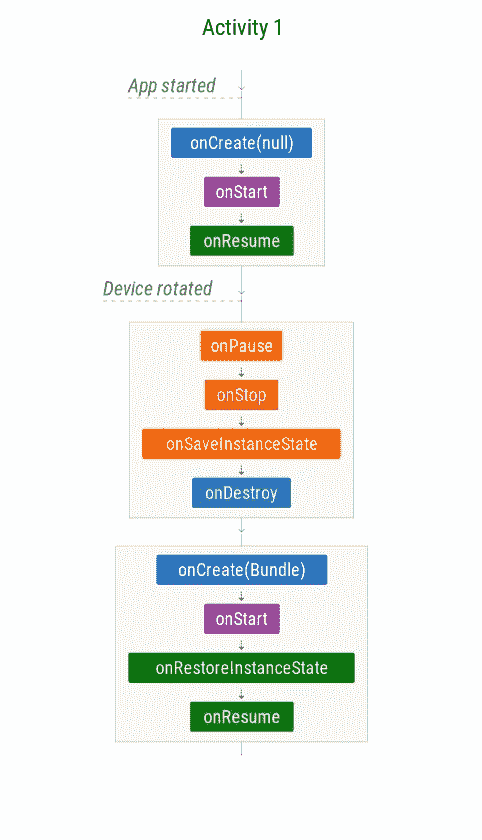 Activity 1
App started
onCreate(null)
onStart
onResume
Device rotated
onPause
onStop
onSaveInstanceState
onDestroy
onCreate(Bundle)
onStart
onRestoreInstanceState
onResume